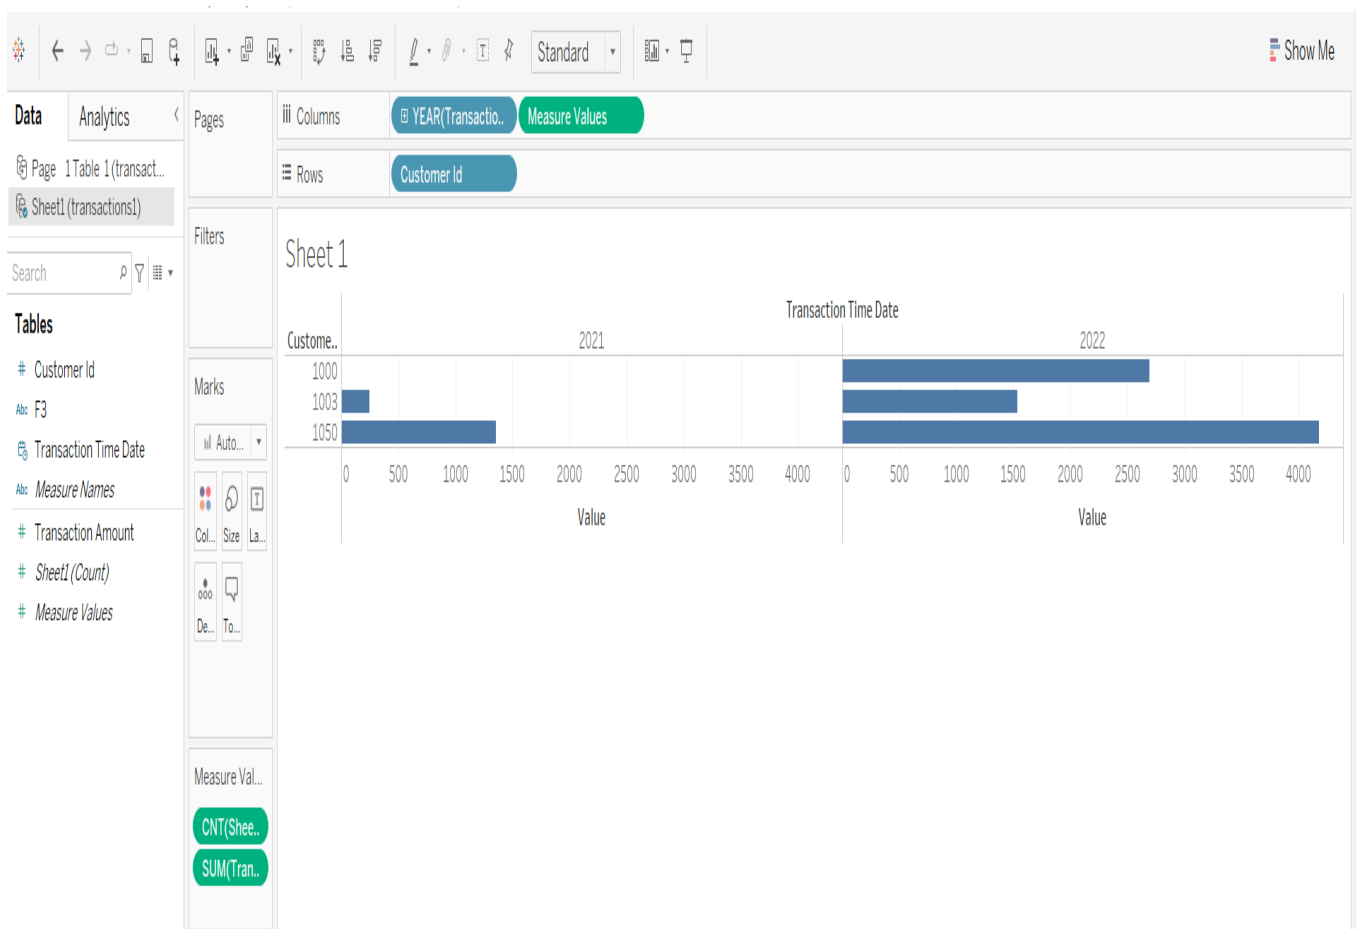 Standard
Show Me
Data
Analytics
Pages
Columns
YEAR(Transactio..
Measure Values
Page 1 Table 1 (transact...
Rows
Customer Id
Sheet1 (transactions1)
Filters
Sheet 1
Search
Tables
Transaction Time Date
Custome..
2021
2022
# Customer Id
Marks
1000
1003
1050
Abc F3
Auto...
Transaction Time Date
0 500 1000 1500 2000 2500 3000 3500 4000
0 500 1000 1500 2000 2500 3000 3500 4000
Abc Measure Names
Value
Value
# Transaction Amount
Col...
Size
La...
# Sheet1 (Count)
# Measure Values
De...
To...
Measure Val...
CNT(Shee..
SUM(Tran..